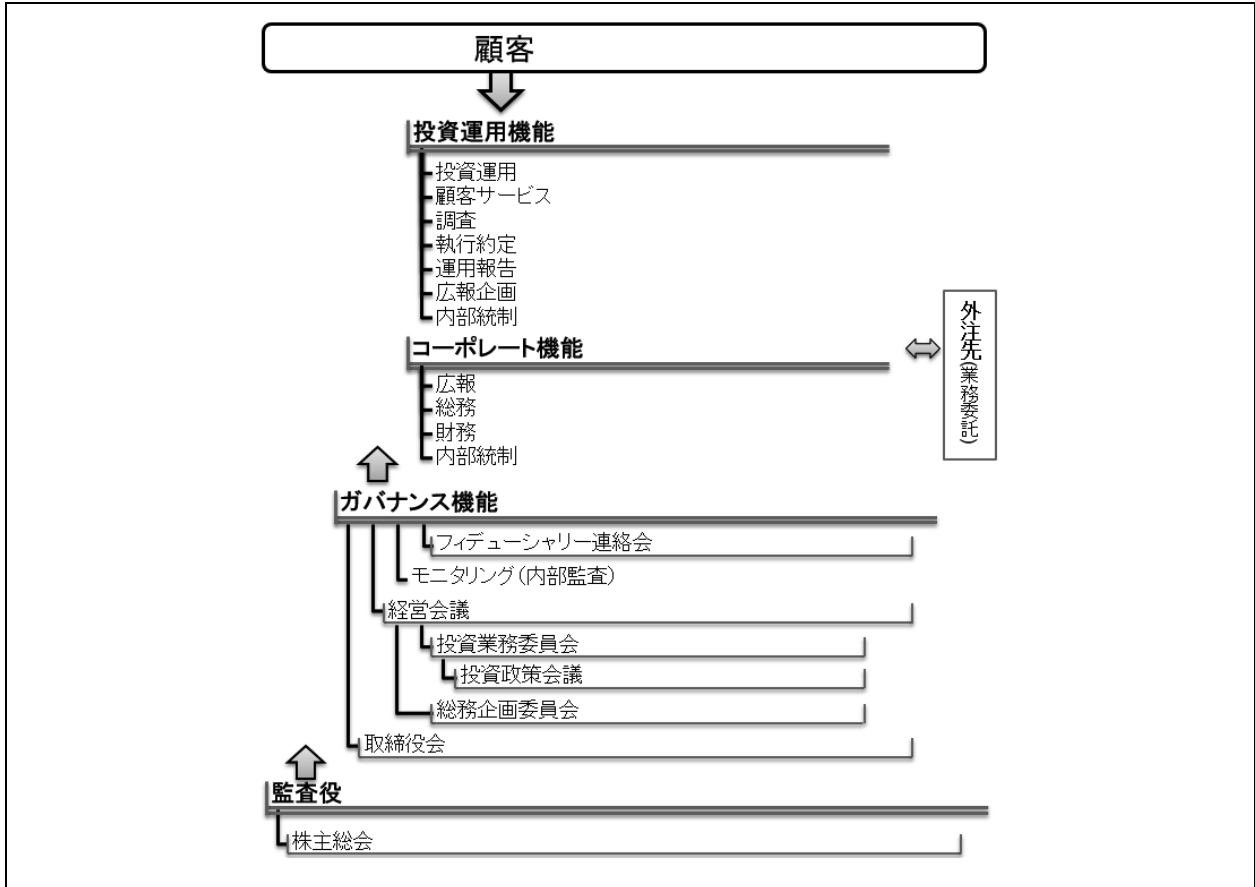 顧客
投資運用機能
投資運用
顧客サービス
調査
執行約定
運用報告
広報企画
内部統制
コーポレート機能
外注先(業務委託)
広報
総務
財務
内部統制
ガバナンス機能
フィデューシャリー連絡会
モニタリング(内部監査)
経営会議
投資業務委員会
投資政策会議
総務企画委員会
取締役会
監査役
株主総会